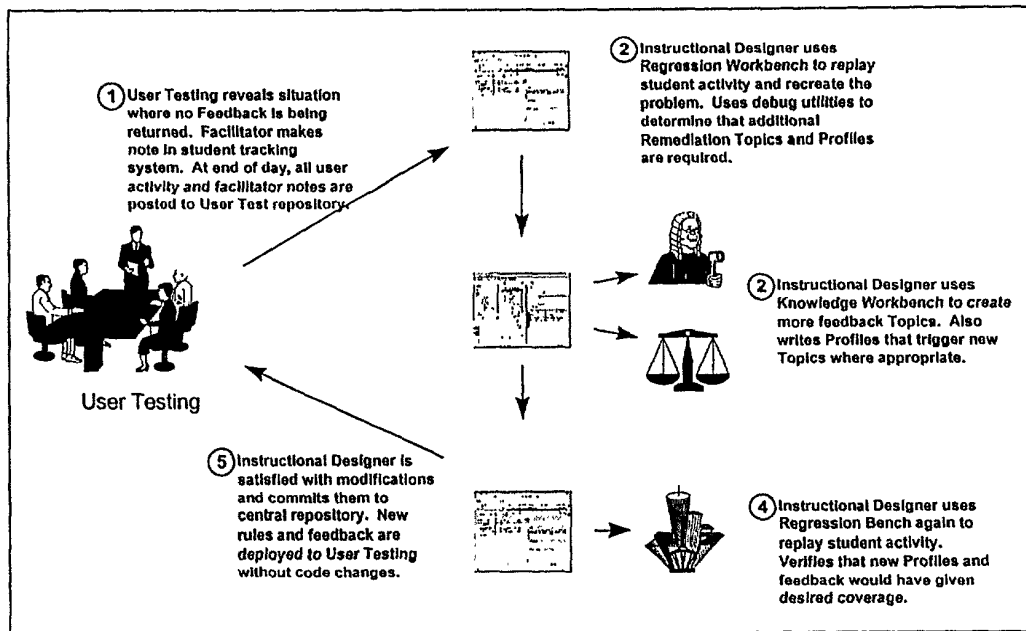 ① User Testing reveals situation
where no Feedback is being
returned. Facilitator makes
note in student tracking
system. At end of day, all user
activity and facilitator notes are
posted to User Test repository.
② Instructional Designer uses
Regression Workbench to replay
student activity and recreate the
problem. Uses debug utilities to
determine that additional
Remediation Topics and Profiles
are required.
② Instructional Designer uses
Knowledge Workbench to create
more feedback Topics. Also
writes Profiles that trigger new
Topics where appropriate.
User Testing
⑤ Instructional Designer is
satisfied with modifications
and commits them to
central repository. New
rules and feedback are
deployed to User Testing
without code changes.
④ Instructional Designer uses
Regression Bench again to
replay student activity.
Verifies that new Profiles and
feedback would have given
desired coverage.